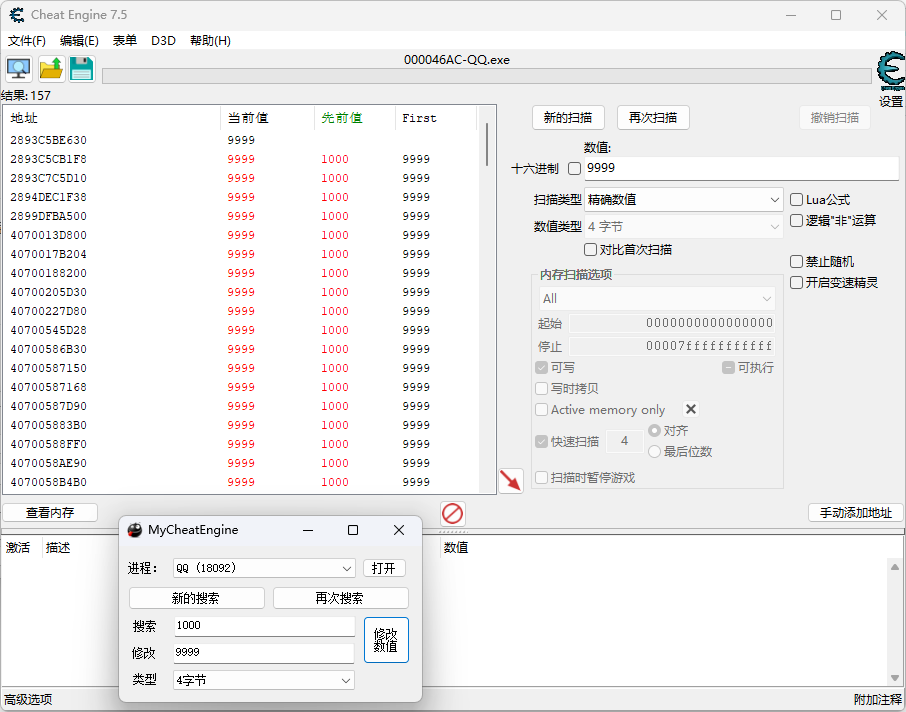 Cheat Engine 7.5
文件(F) 编辑(E) 表单 D3D 帮助(H)
000046AC-QQ.exe
设置
结果: 157
地址 当前值 先前值 First
2893C5BE630 9999
2893C5CB1F8 9999 1000 9999
2893C7C5D10 9999 1000 9999
2894DEC1F38 9999 1000 9999
2899DFBA500 9999 1000 9999
4070013D800 9999 1000 9999
4070017B204 9999 1000 9999
40700188200 9999 1000 9999
40700205D30 9999 1000 9999
40700227D80 9999 1000 9999
40700545D28 9999 1000 9999
40700586B30 9999 1000 9999
40700587150 9999 1000 9999
40700587168 9999 1000 9999
40700587D90 9999 1000 9999
407005883B0 9999 1000 9999
40700588FF0 9999 1000 9999
4070058AE90 9999 1000 9999
4070058B4B0 9999 1000 9999
新的扫描 再次扫描 撤销扫描
数值:
十六进制 9999
扫描类型 精确数值
数值类型 4 字节
对比首次扫描
Lua公式
逻辑"非"运算
禁止随机
开启变速精灵
内存扫描选项
All
起始 0000000000000000
停止 00007fffffffffff
可写 可执行
写时拷贝
Active memory only
快速扫描 4 对齐
最后位数
扫描时暂停游戏
查看内存 手动添加地址
激活 描述 数值
MyCheatEngine
进程: QQ (18092) 打开
新的搜索 再次搜索
搜索 1000
修改 9999
修改
数值
类型 4字节
高级选项 附加注释